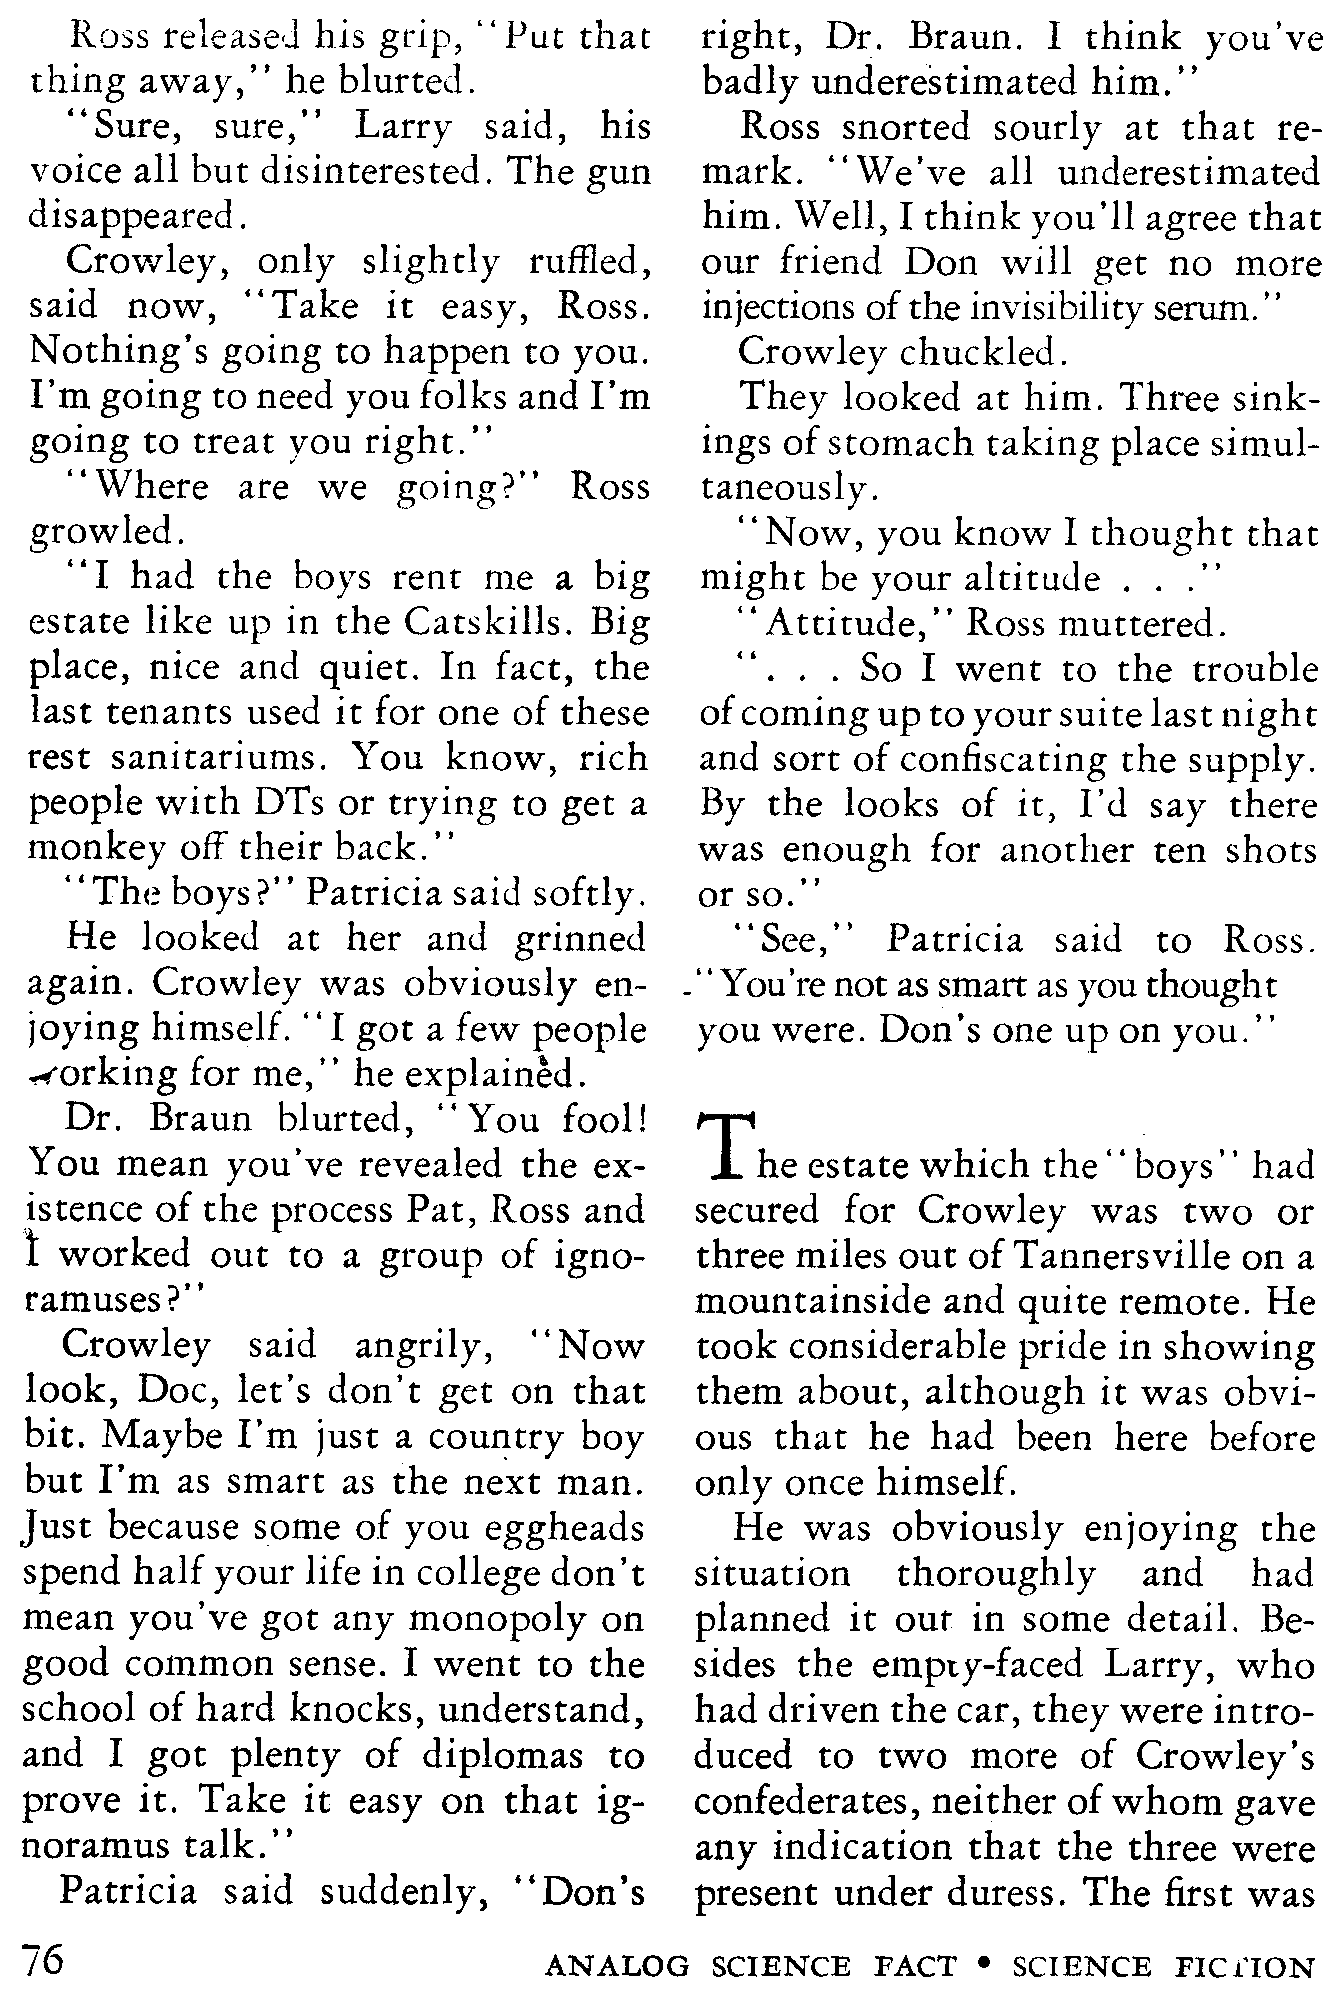 Ross released his grip, "Put that
thing away," he blurted.
"Sure, sure," Larry said, his
voice all but disinterested. The gun
disappeared.
Crowley, only slightly ruffled,
said now, "Take it easy, Ross.
Nothing's going to happen to you.
I'm going to need you folks and I'm
going to treat you right."
"Where are we going?" Ross
growled.
"I had the boys rent me a big
estate like up in the Catskills. Big
place, nice and quiet. In fact, the
last tenants used it for one of these
rest sanitariums. You know, rich
people with DTs or trying to get a
monkey off their back."
"The boys?" Patricia said softly.
He looked at her and grinned
again. Crowley was obviously en-
joying himself. "I got a few people
working for me," he explained.
Dr. Braun blurted, "You fool!
You mean you've revealed the ex-
istence of the process Pat, Ross and
I worked out to a group of igno-
ramuses?"
Crowley said angrily, "Now
look, Doc, let's don't get on that
bit. Maybe I'm just a country boy
but I'm as smart as the next man.
Just because some of you eggheads
spend half your life in college don't
mean you've got any monopoly on
good common sense. I went to the
school of hard knocks, understand,
and I got plenty of diplomas to
prove it. Take it easy on that ig-
noramus talk."
Patricia said suddenly, "Don's
right, Dr. Braun. I think you've
badly underestimated him."
Ross snorted sourly at that re-
mark. "We've all underestimated
him. Well, I think you'll agree that
our friend Don will get no more
injections of the invisibility serum."
Crowley chuckled.
They looked at him. Three sink-
ings of stomach taking place simul-
taneously.
"Now, you know I thought that
might be your altitude . . ."
"Attitude," Ross muttered.
". . . So I went to the trouble
of coming up to your suite last night
and sort of confiscating the supply.
By the looks of it, I'd say there
was enough for another ten shots
or so."
"See," Patricia said to Ross.
"You're not as smart as you thought
you were. Don's one up on you."
The estate which the "boys" had
secured for Crowley was two or
three miles out of Tannersville on a
mountainside and quite remote. He
took considerable pride in showing
them about, although it was obvi-
ous that he had been here before
only once himself.
He was obviously enjoying the
situation thoroughly and had
planned it out in some detail. Be-
sides the empty-faced Larry, who
had driven the car, they were intro-
duced to two more of Crowley's
confederates, neither of whom gave
any indication that the three were
present under duress. The first was
76
ANALOG SCIENCE FACT • SCIENCE FICTION